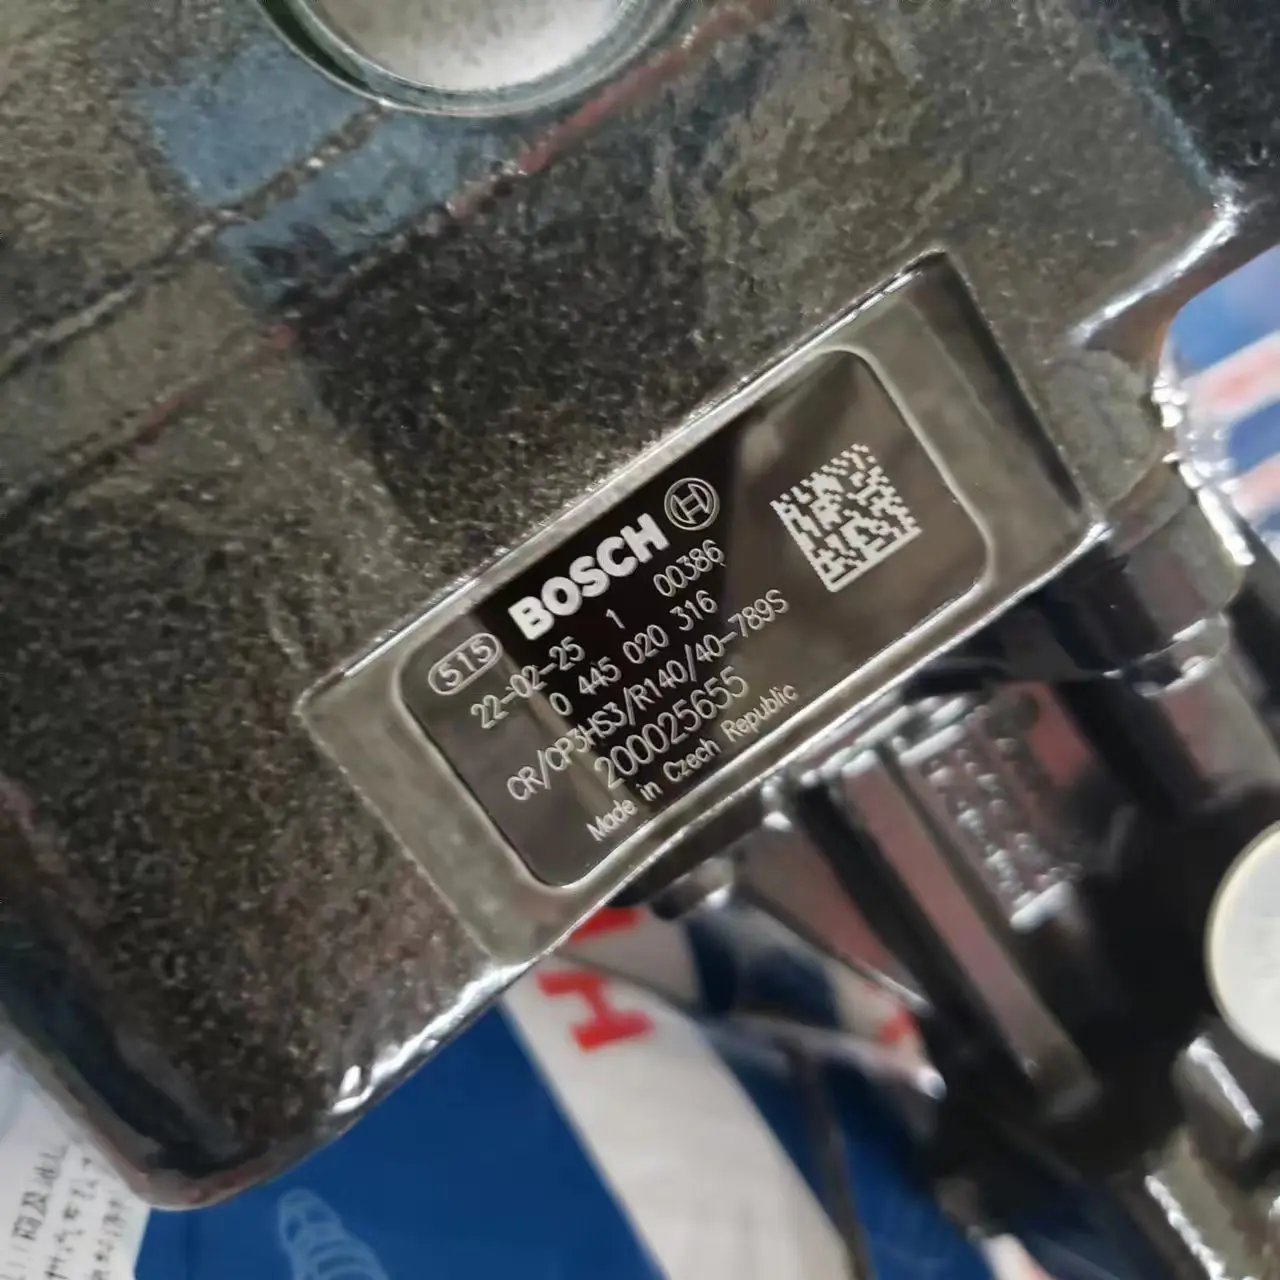 BOSCH
515
22-02-25 1 00386
0 445 020 316
CR/CP3HS3/R140/40-789S
200025655
Made in Czech Republic
H